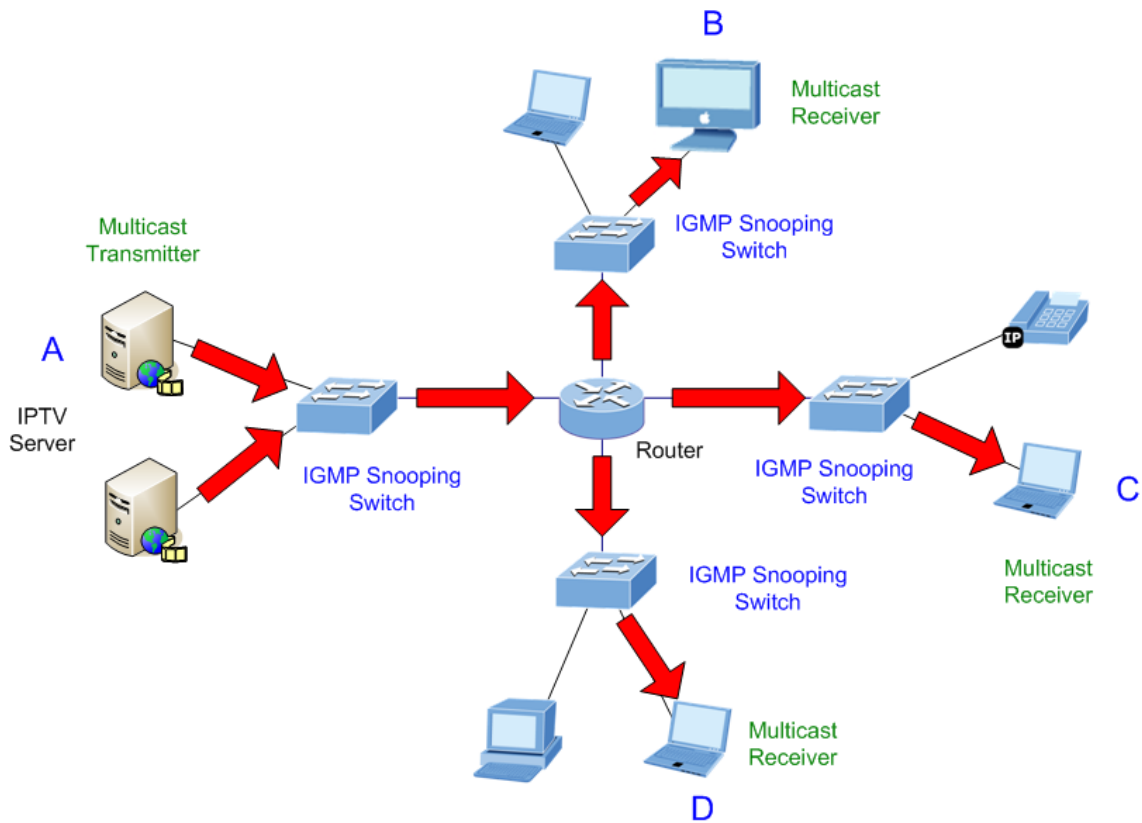 B
Multicast
Receiver
IGMP Snooping
Switch
Multicast
Transmitter
A
IPTV
Server
IGMP Snooping
Switch
Router
IP
IGMP Snooping
Switch
C
Multicast
Receiver
IGMP Snooping
Switch
Multicast
Receiver
D